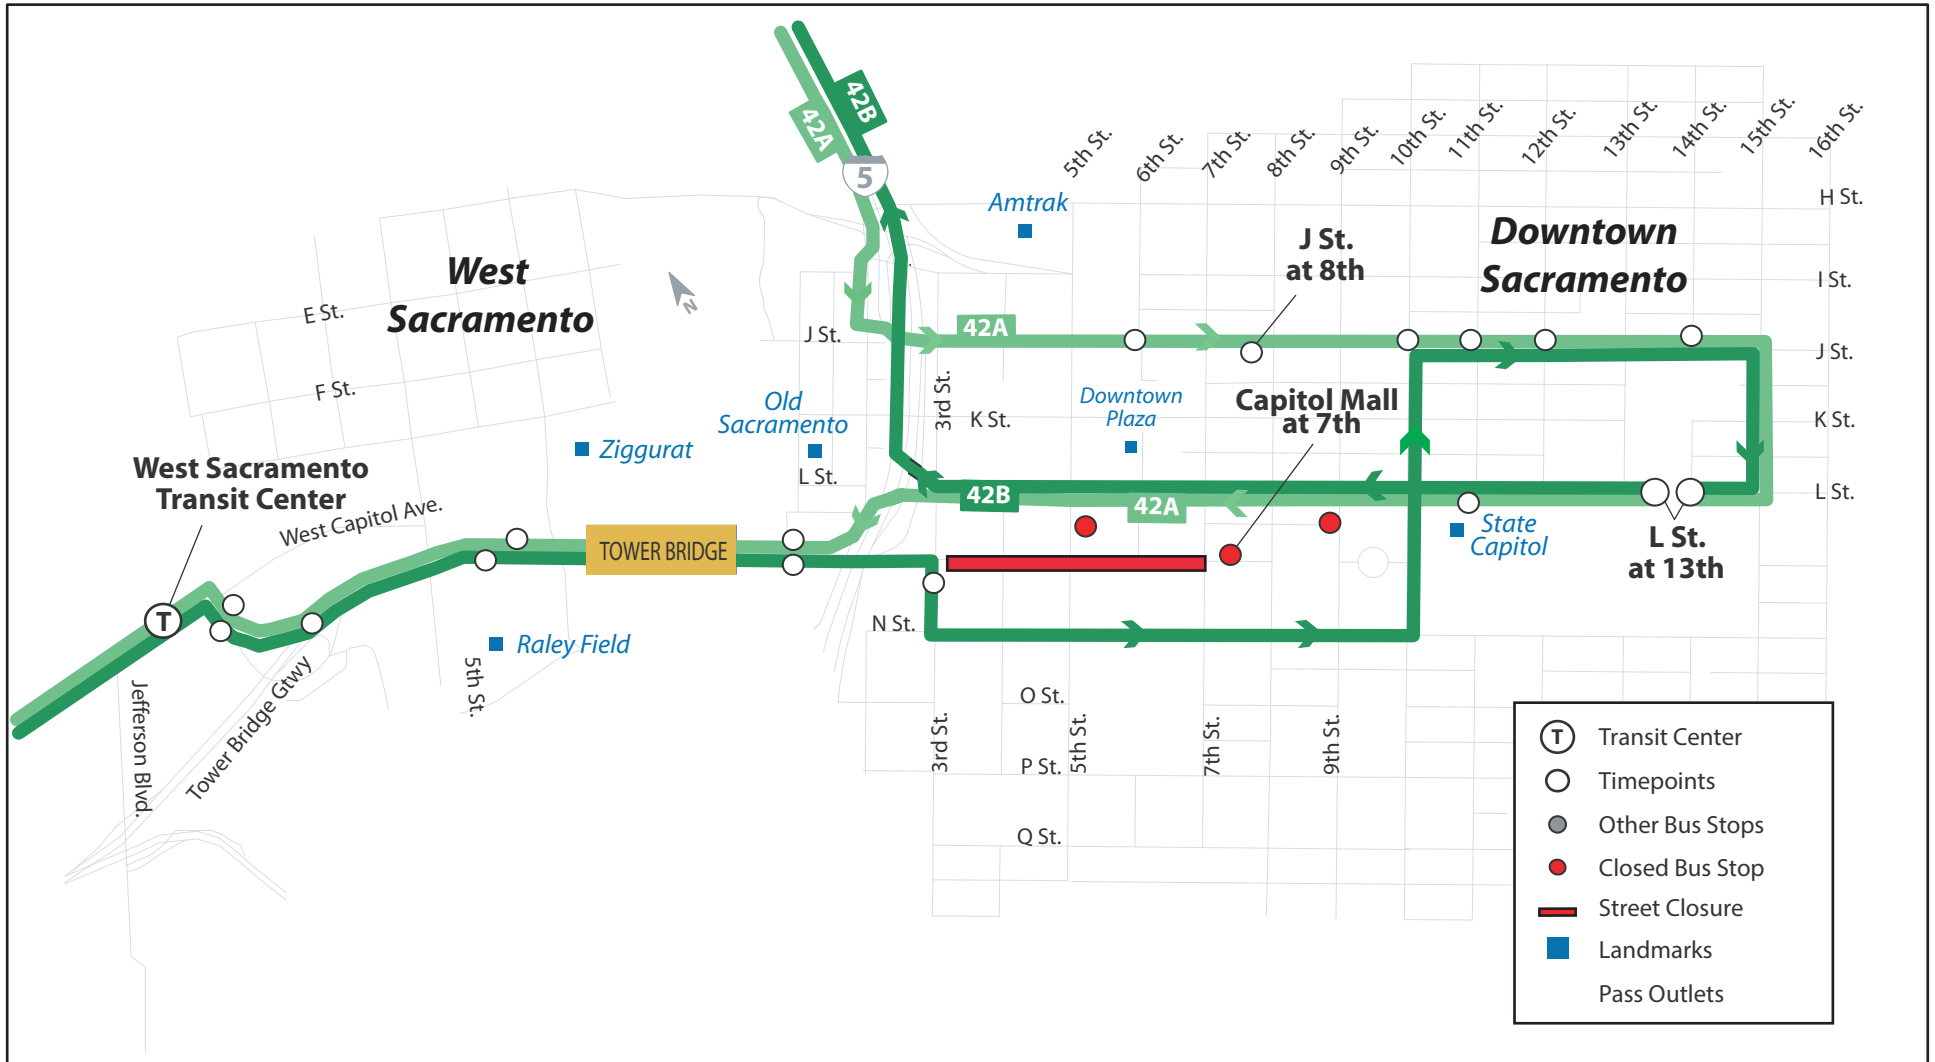 42B
42A
5
5th St.
6th St.
7th St.
8th St.
9th St.
10th St.
11th St.
12th St.
13th St.
14th St.
15th St.
16th St.
H St.
Amtrak
J St.
at 8th
Downtown
Sacramento
West
Sacramento
N
I St.
E St.
J St.
42A
J St.
F St.
3rd St.
K St.
Old
Sacramento
Downtown
Plaza
Capitol Mall
at 7th
K St.
Ziggurat
West Sacramento
Transit Center
L St.
42B
42A
L St.
West Capitol Ave.
TOWER BRIDGE
State
Capitol
L St.
at 13th
T
N St.
Raley Field
5th St.
Jefferson Blvd.
Tower Bridge Gtwy
O St.
3rd St.
5th St.
7th St.
9th St.
P St.
Q St.
T
Transit Center
Timepoints
Other Bus Stops
Closed Bus Stop
Street Closure
Landmarks
Pass Outlets